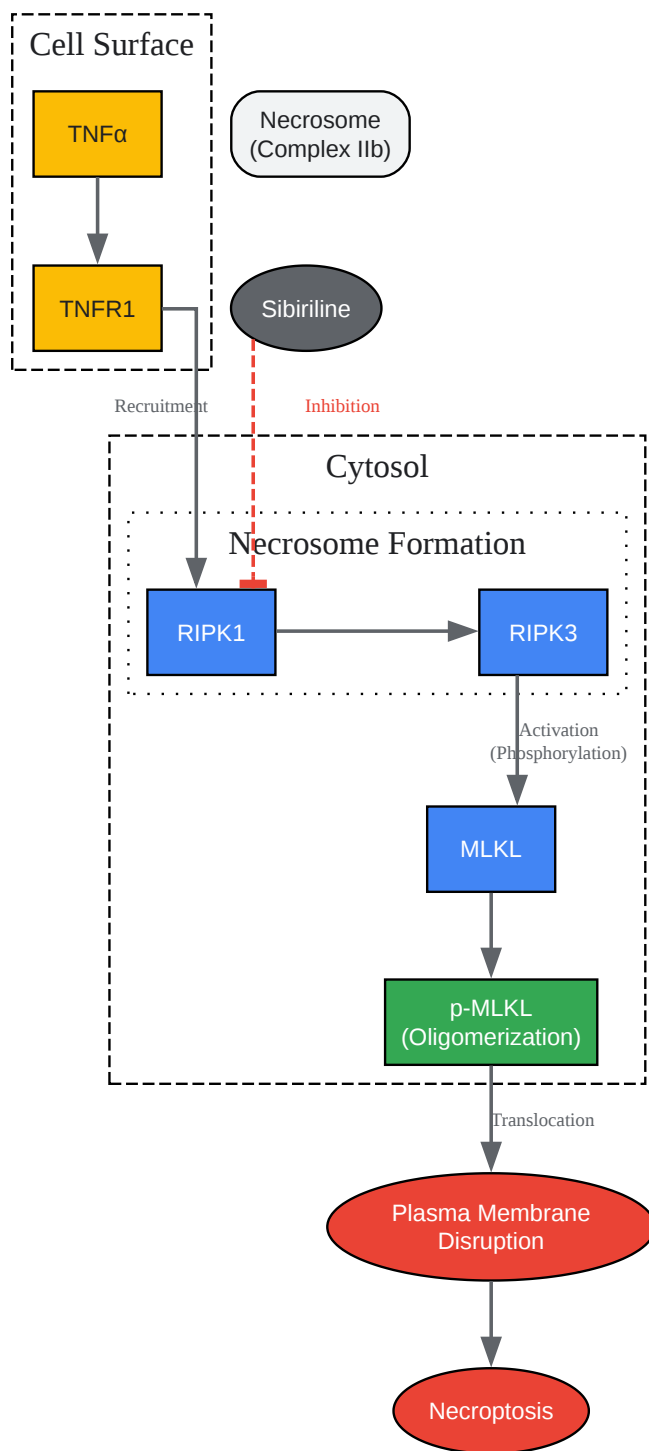 Cell Surface
TNFα
Necrosome
(Complex IIb)
TNFR1
Sibiriline
Recruitment
Inhibition
Cytosol
Necrosome Formation
RIPK1
RIPK3
Activation
(Phosphorylation)
MLKL
p-MLKL
(Oligomerization)
Translocation
Plasma Membrane
Disruption
Necroptosis